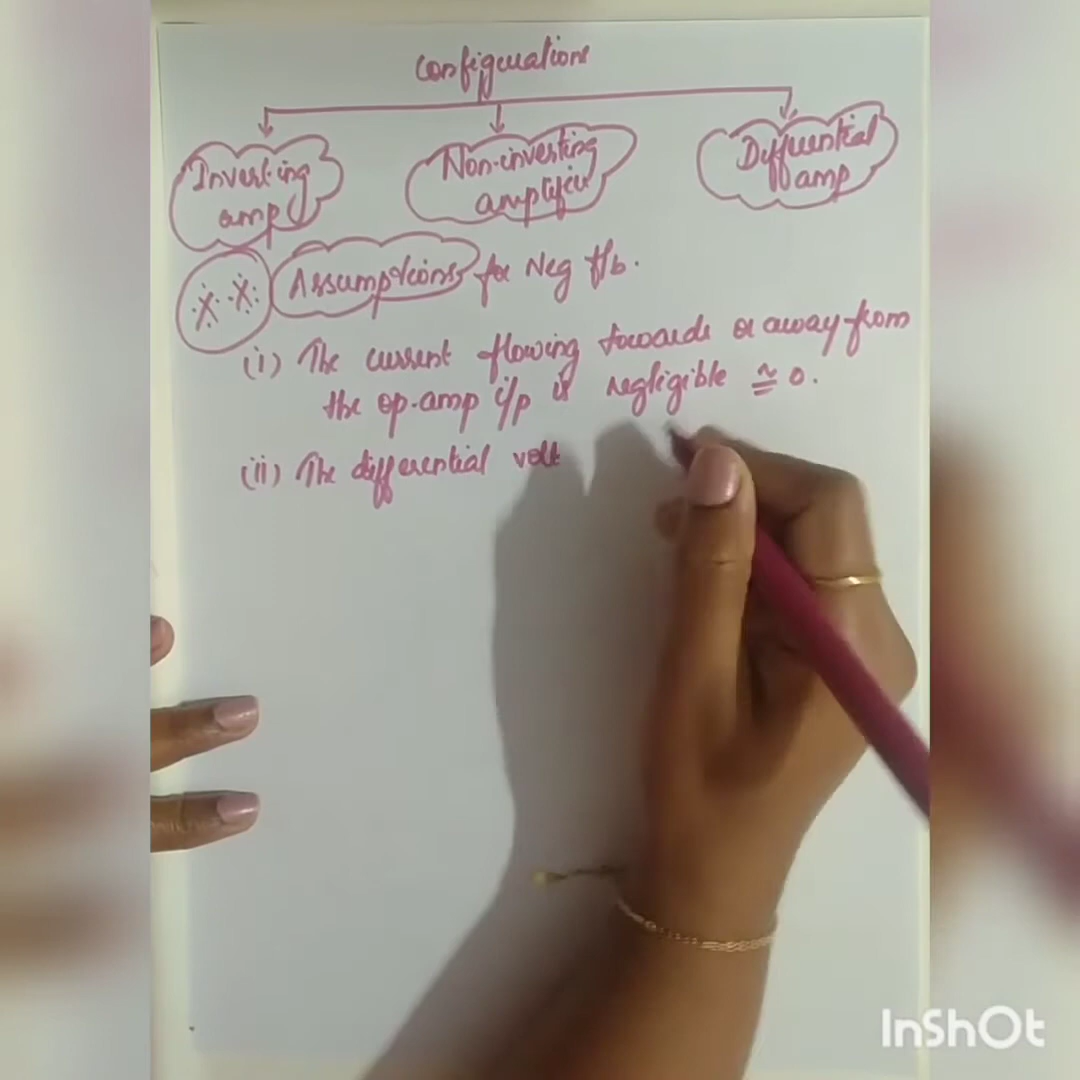 Configurations
Inverting
amp
Non-inverting
amplifier
Differential
amp
** Assumptions for Neg f/b.
(i) The current flowing towards or away from
the op-amp i/p is negligible ≅ 0.
(ii) The differential volt
InShOt